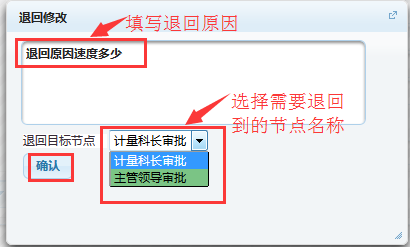 退回修改
填写退回原因
退回原因速度多少
选择需要退回
到的节点名称
退回目标节点
计量科长审批
计量科长审批
主管领导审批
确认